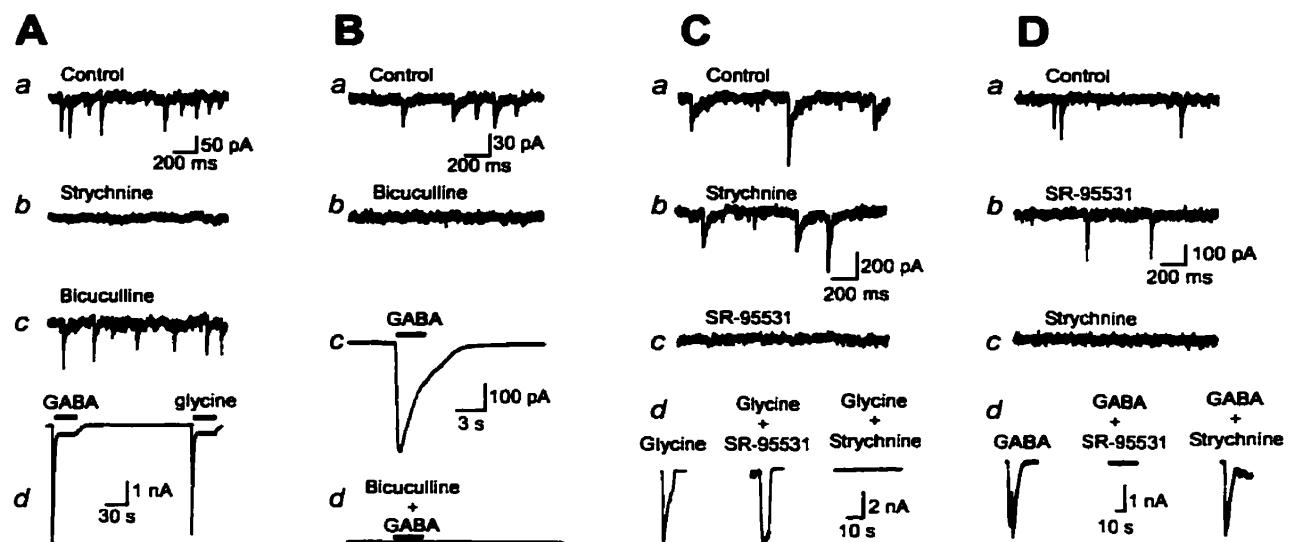 A
a
Control
50 pA
200 ms
b
Strychnine
c
Bicuculline
GABA
glycine
d
1 nA
30 s
B
a
Control
30 pA
200 ms
b
Bicuculline
c
GABA
100 pA
3 s
d
Bicuculline
+
GABA
C
a
Control
b
Strychnine
200 pA
200 ms
c
SR-95531
d
Glycine
Glycine
+
SR-95531
Glycine
+
Strychnine
2 nA
10 s
D
a
Control
b
SR-95531
100 pA
200 ms
c
Strychnine
d
GABA
GABA
+
SR-95531
GABA
+
Strychnine
1 nA
10 s